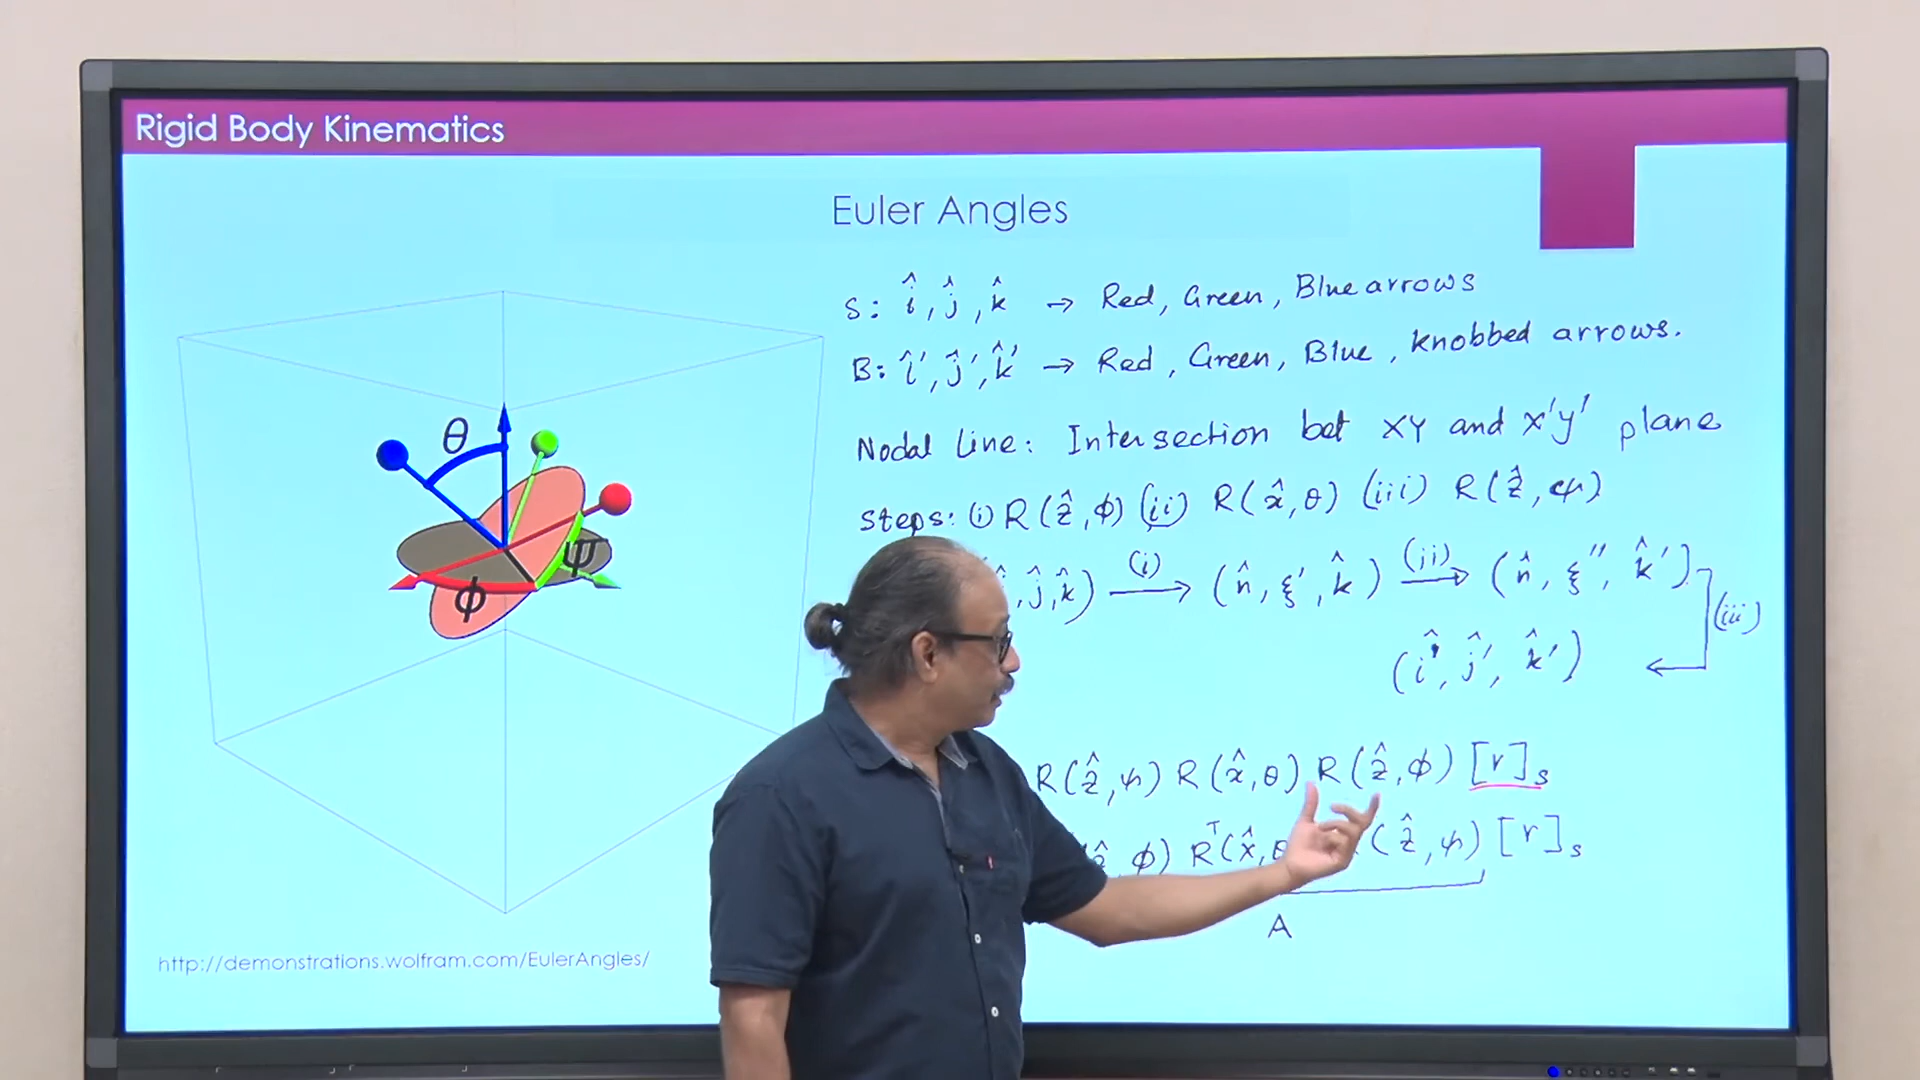 Rigid Body Kinematics
Euler Angles
S: î, ĵ, k̂ → Red, Green, Blue arrows
B: î', ĵ', k̂' → Red, Green, Blue, knobbed arrows.
Nodal Line: Intersection bet XY and x'y' plane
Steps: (i) R(ẑ, φ) (ii) R(x̂, θ) (iii) R(ẑ, ψ)
, ĵ, k̂) (i)→ (n̂, ξ', k̂) (ii)→ (n̂, ξ'', k̂') (iii)
(î', ĵ', k̂')
R(ẑ, ψ) R(x̂, θ) R(ẑ, φ) [r]s
φ) Rᵀ(x̂, (ẑ, ψ) [r]s
A
θ
φ
ψ
http://demonstrations.wolfram.com/EulerAngles/